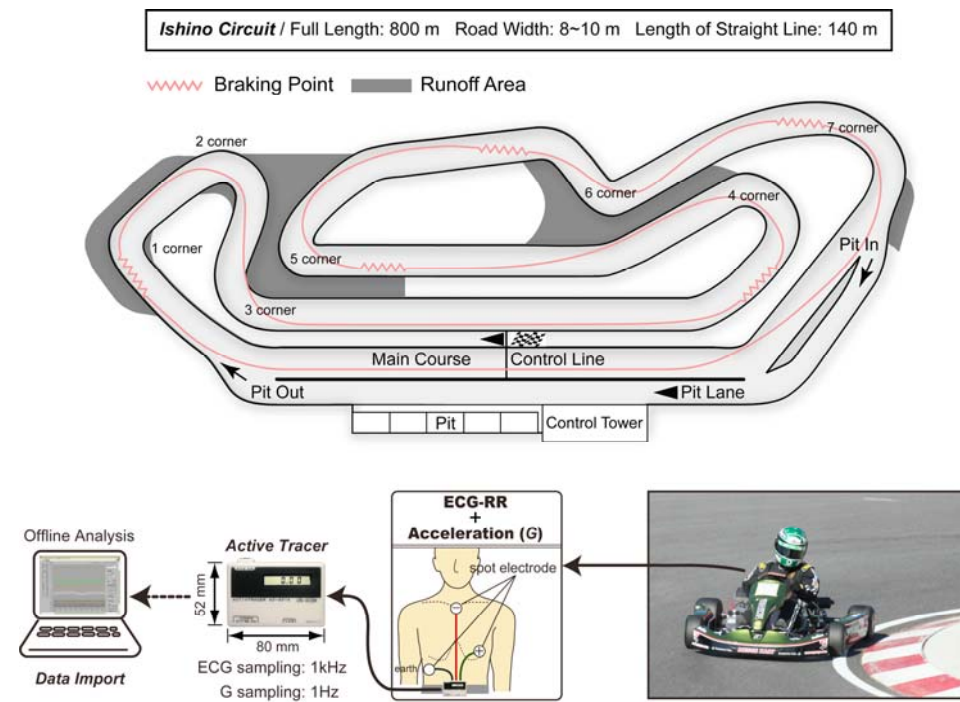 Ishino Circuit / Full Length: 800 m Road Width: 8~10 m Length of Straight Line: 140 m
Braking Point
Runoff Area
2 corner
7 corner
6 corner
4 corner
1 corner
Pit In
5 corner
3 corner
Main Course
Control Line
Pit Out
Pit Lane
Pit
Control Tower
Offline Analysis
Data Import
Active Tracer
0.00
52 mm
80 mm
ECG sampling: 1kHz
G sampling: 1Hz
ECG-RR
+
Acceleration (G)
spot electrode
−
+
earth